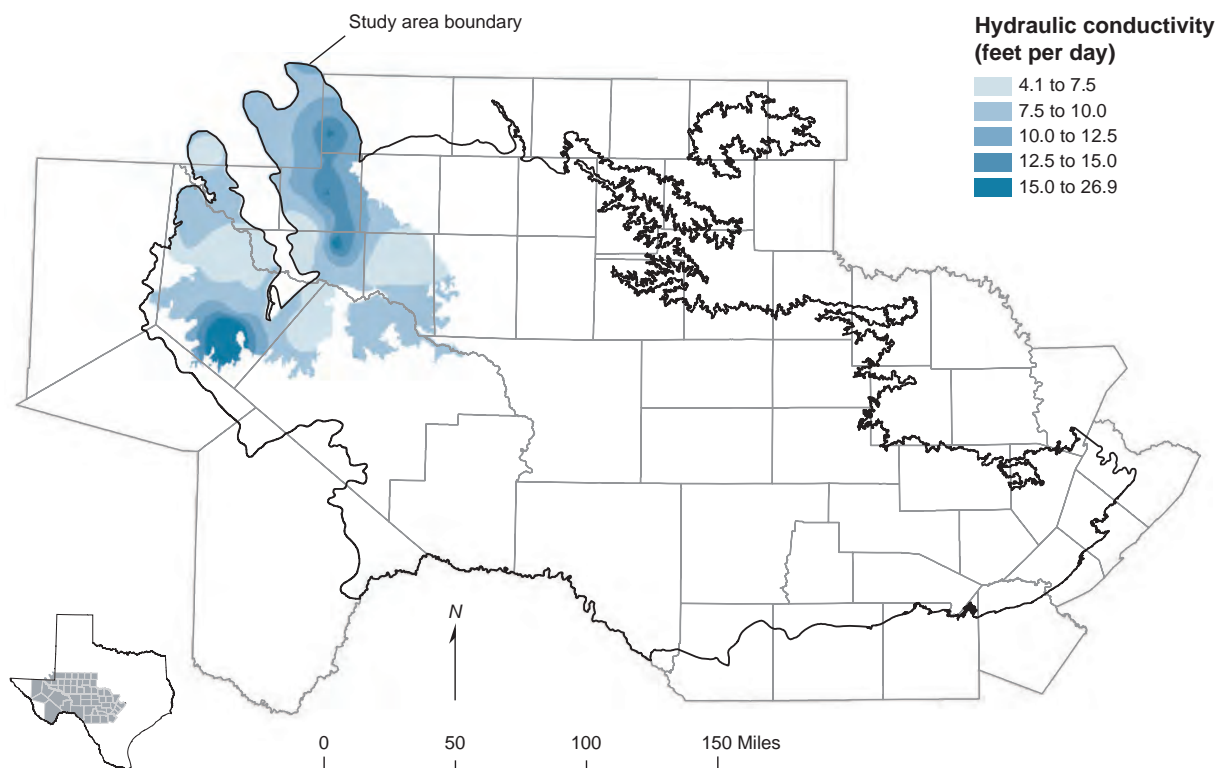 Study area boundary
Hydraulic conductivity
(feet per day)
4.1 to 7.5
7.5 to 10.0
10.0 to 12.5
12.5 to 15.0
15.0 to 26.9
N
0 50 100 150 Miles